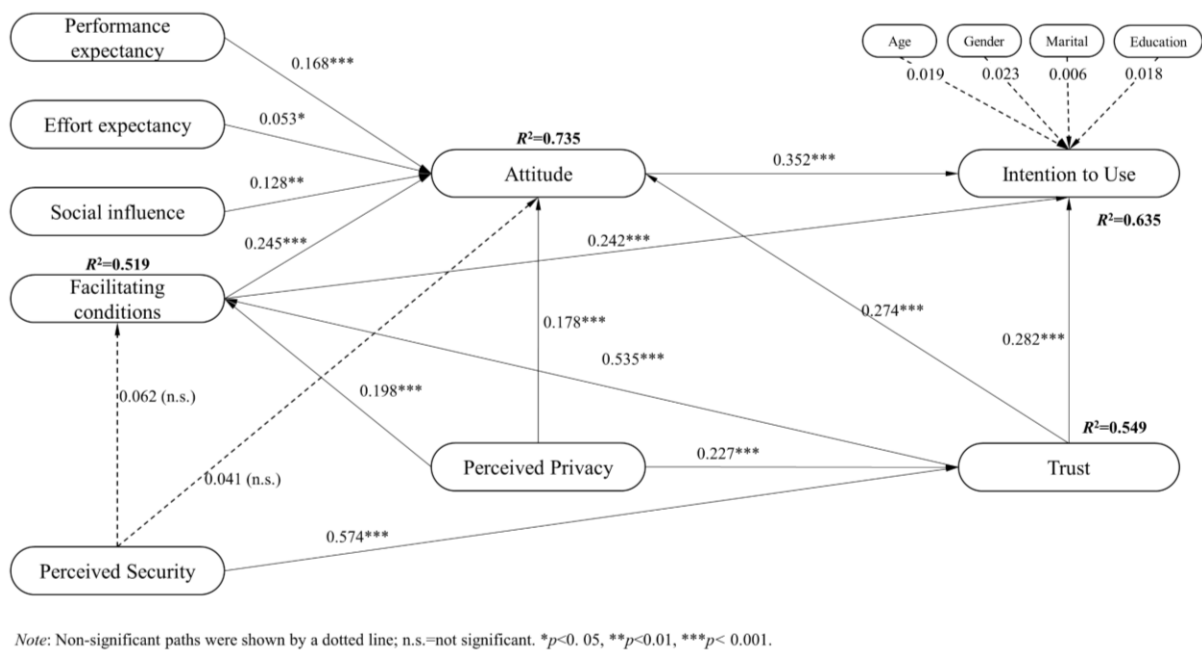 Performance
expectancy
Age
Gender
Marital
Education
0.168***
0.019
0.023
0.006
0.018
Effort expectancy
0.053*
R²=0.735
Attitude
0.352***
Intention to Use
0.128**
Social influence
R²=0.635
0.245***
0.242***
R²=0.519
Facilitating
conditions
0.178***
0.274***
0.282***
0.535***
0.062 (n.s.)
0.198***
R²=0.549
0.041 (n.s.)
Perceived Privacy
0.227***
Trust
0.574***
Perceived Security
Note: Non-significant paths were shown by a dotted line; n.s.=not significant. *p<0. 05, **p<0.01, ***p< 0.001.